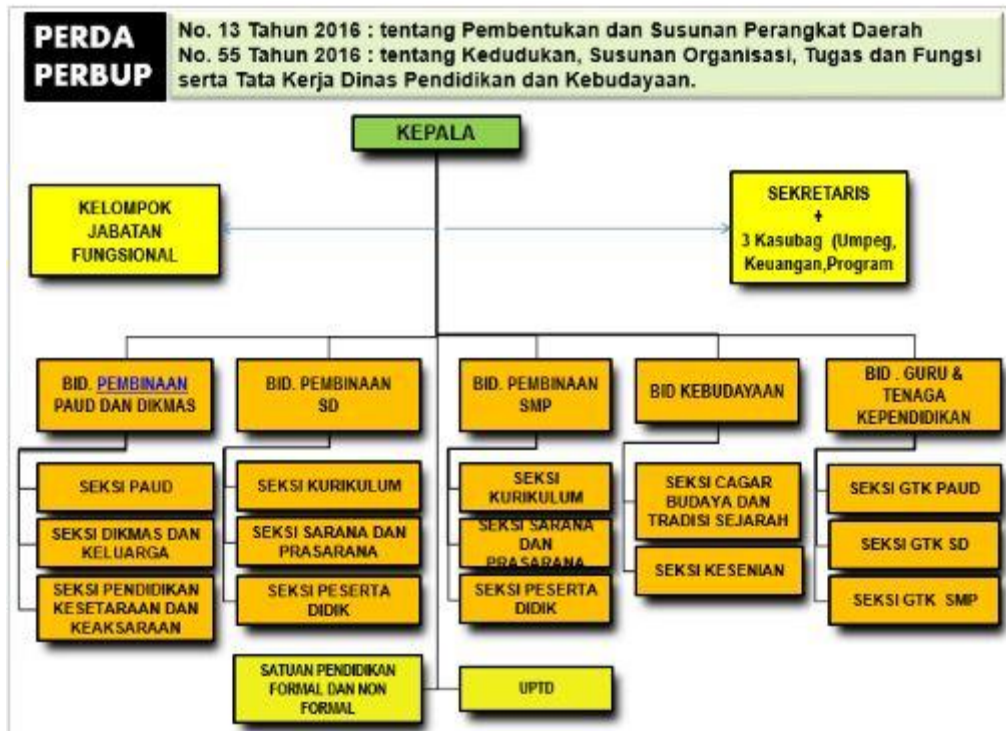 PERDA
PERBUP
No. 13 Tahun 2016 : tentang Pembentukan dan Susunan Perangkat Daerah
No. 55 Tahun 2016 : tentang Kedudukan, Susunan Organisasi, Tugas dan Fungsi
serta Tata Kerja Dinas Pendidikan dan Kebudayaan.
KEPALA
KELOMPOK
JABATAN
FUNGSIONAL
SEKRETARIS
+
3 Kasubag (Umpeg,
Keuangan,Program
BID. PEMBINAAN
PAUD DAN DIKMAS
BID. PEMBINAAN
SD
BID. PEMBINAAN
SMP
BID KEBUDAYAAN
BID . GURU &
TENAGA
KEPENDIDIKAN
SEKSI PAUD
SEKSI DIKMAS DAN
KELUARGA
SEKSI PENDIDIKAN
KESETARAAN DAN
KEAKSARAAN
SEKSI KURIKULUM
SEKSI SARANA DAN
PRASARANA
SEKSI PESERTA
DIDIK
SEKSI
KURIKULUM
SEKSI SARANA
DAN
PRASARANA
SEKSI PESERTA
DIDIK
SEKSI CAGAR
BUDAYA DAN
TRADISI SEJARAH
SEKSI KESENIAN
SEKSI GTK PAUD
SEKSI GTK SD
SEKSI GTK SMP
SATUAN PENDIDIKAN
FORMAL DAN NON
FORMAL
UPTD